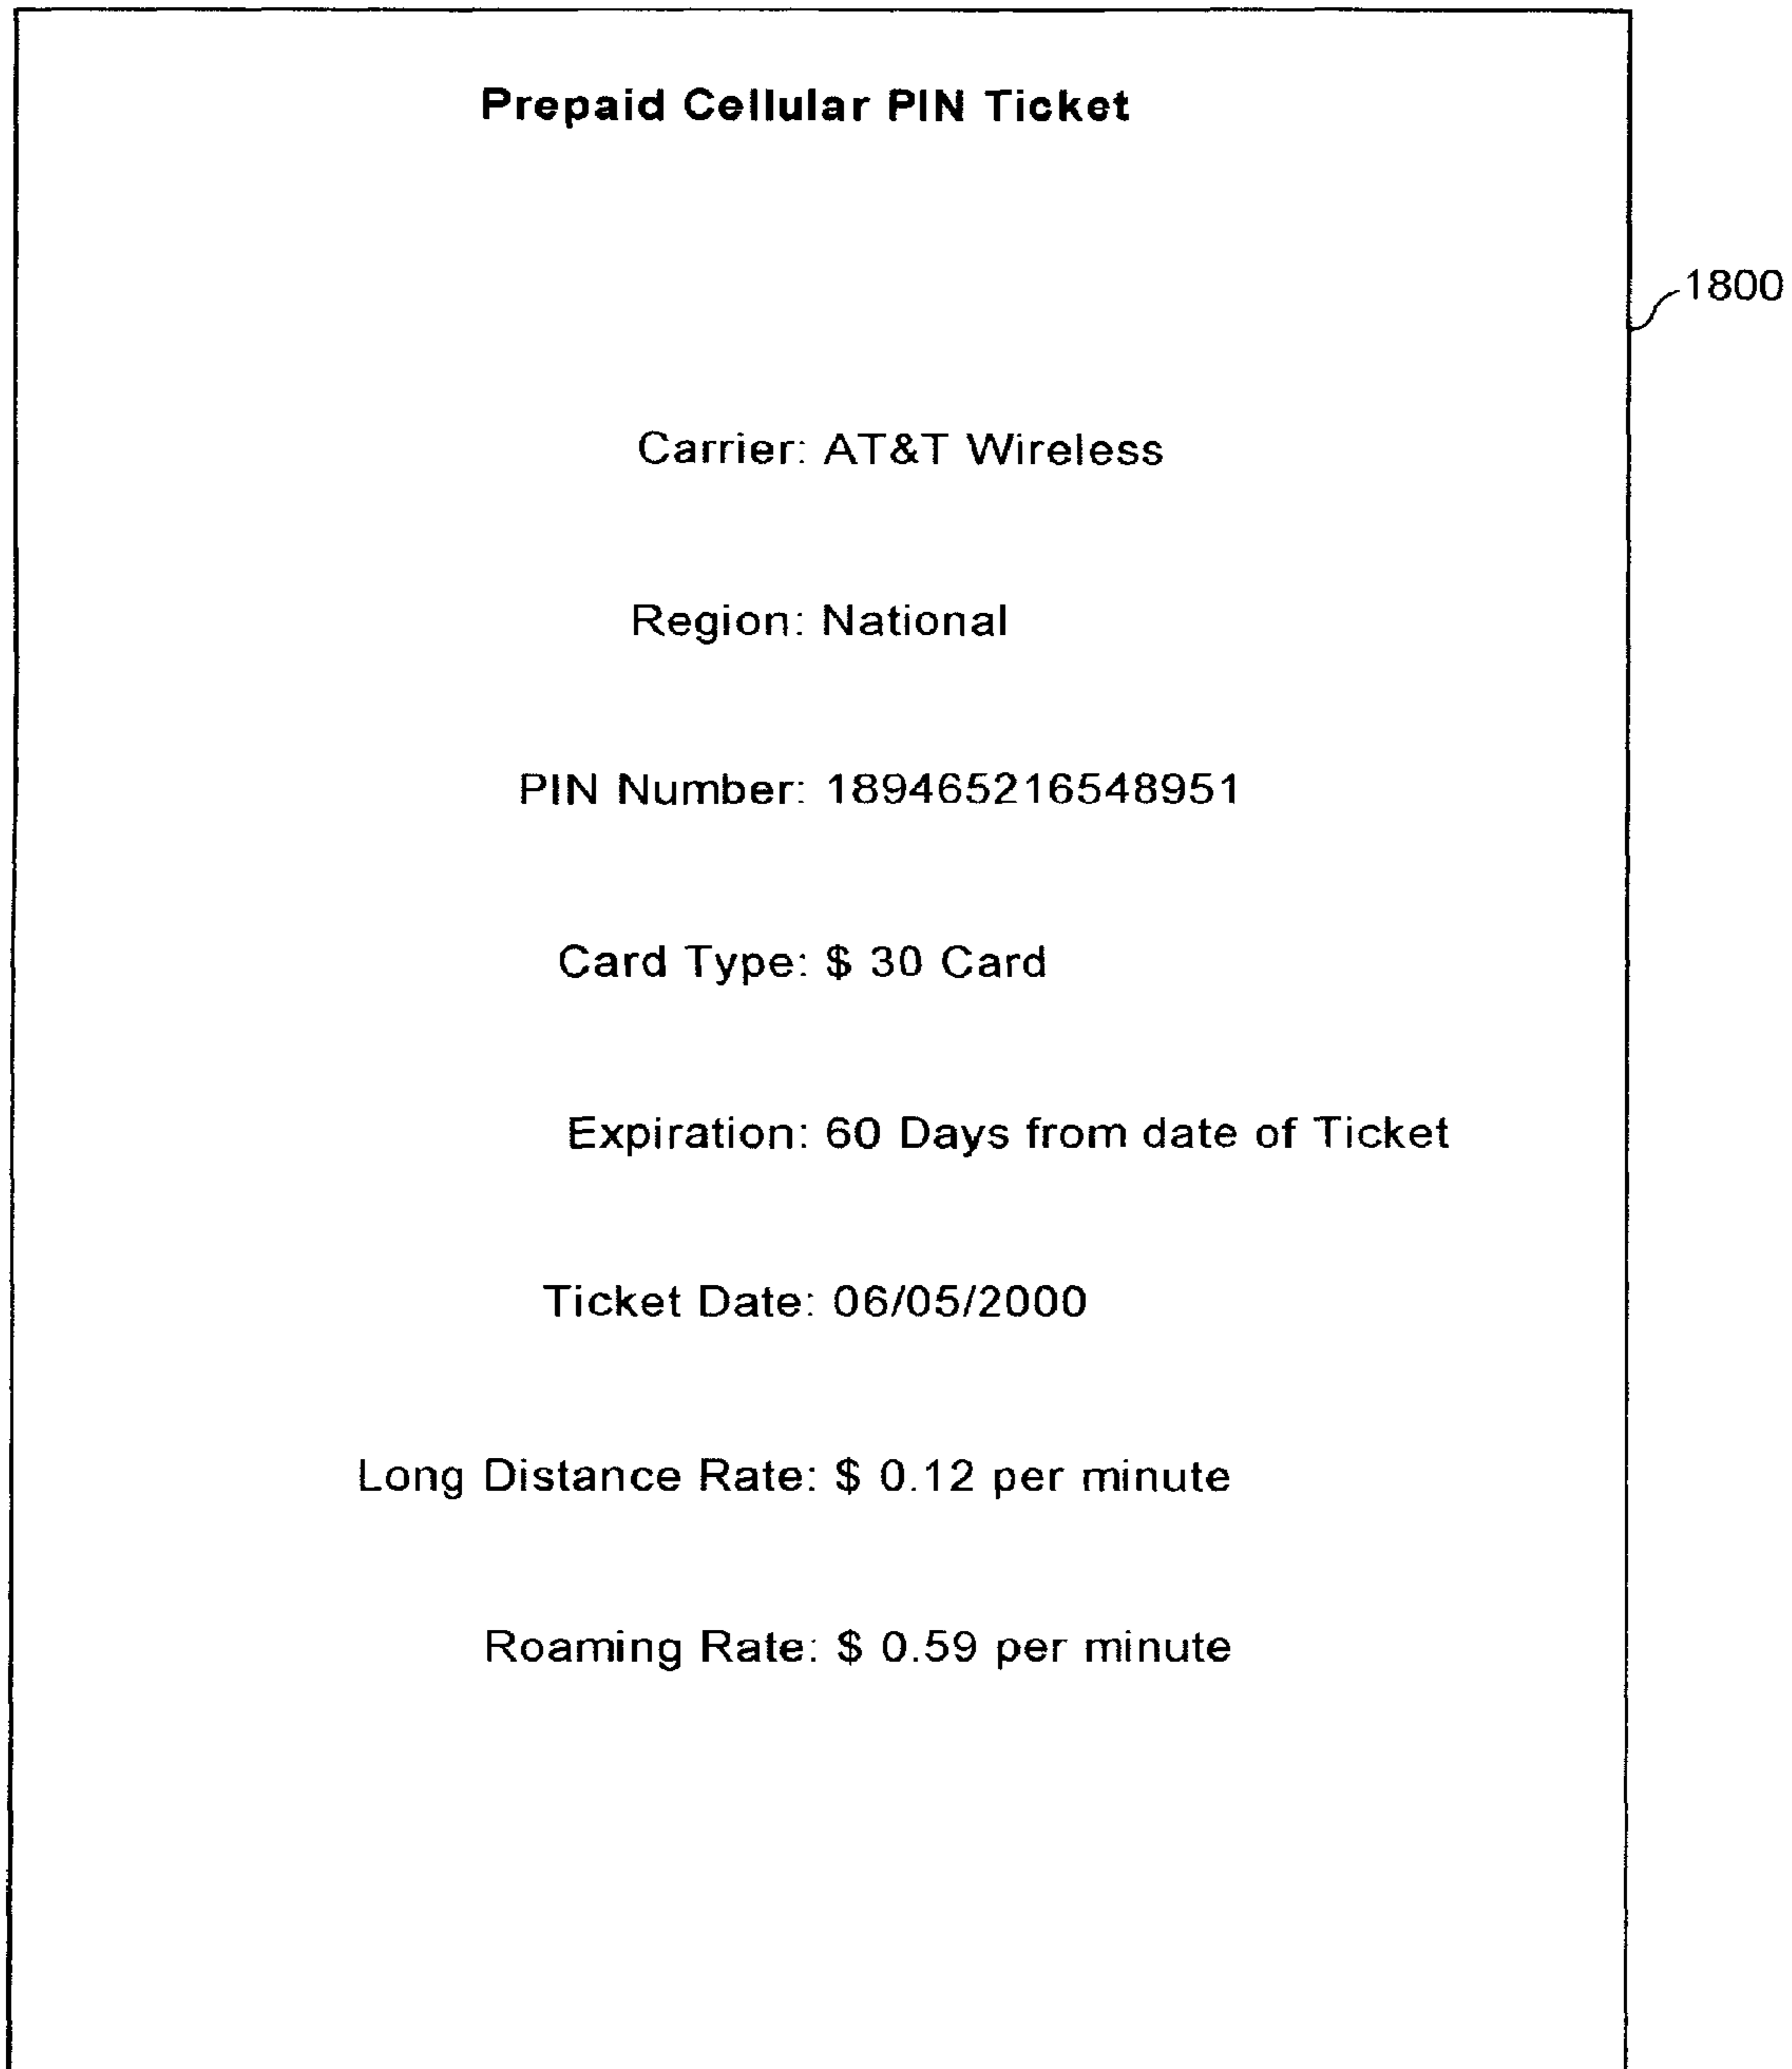 Prepaid Cellular PIN Ticket
1800
Carrier: AT&T Wireless
Region: National
PIN Number: 189465216548951
Card Type: $ 30 Card
Expiration: 60 Days from date of Ticket
Ticket Date: 06/05/2000
Long Distance Rate: $ 0.12 per minute
Roaming Rate: $ 0.59 per minute